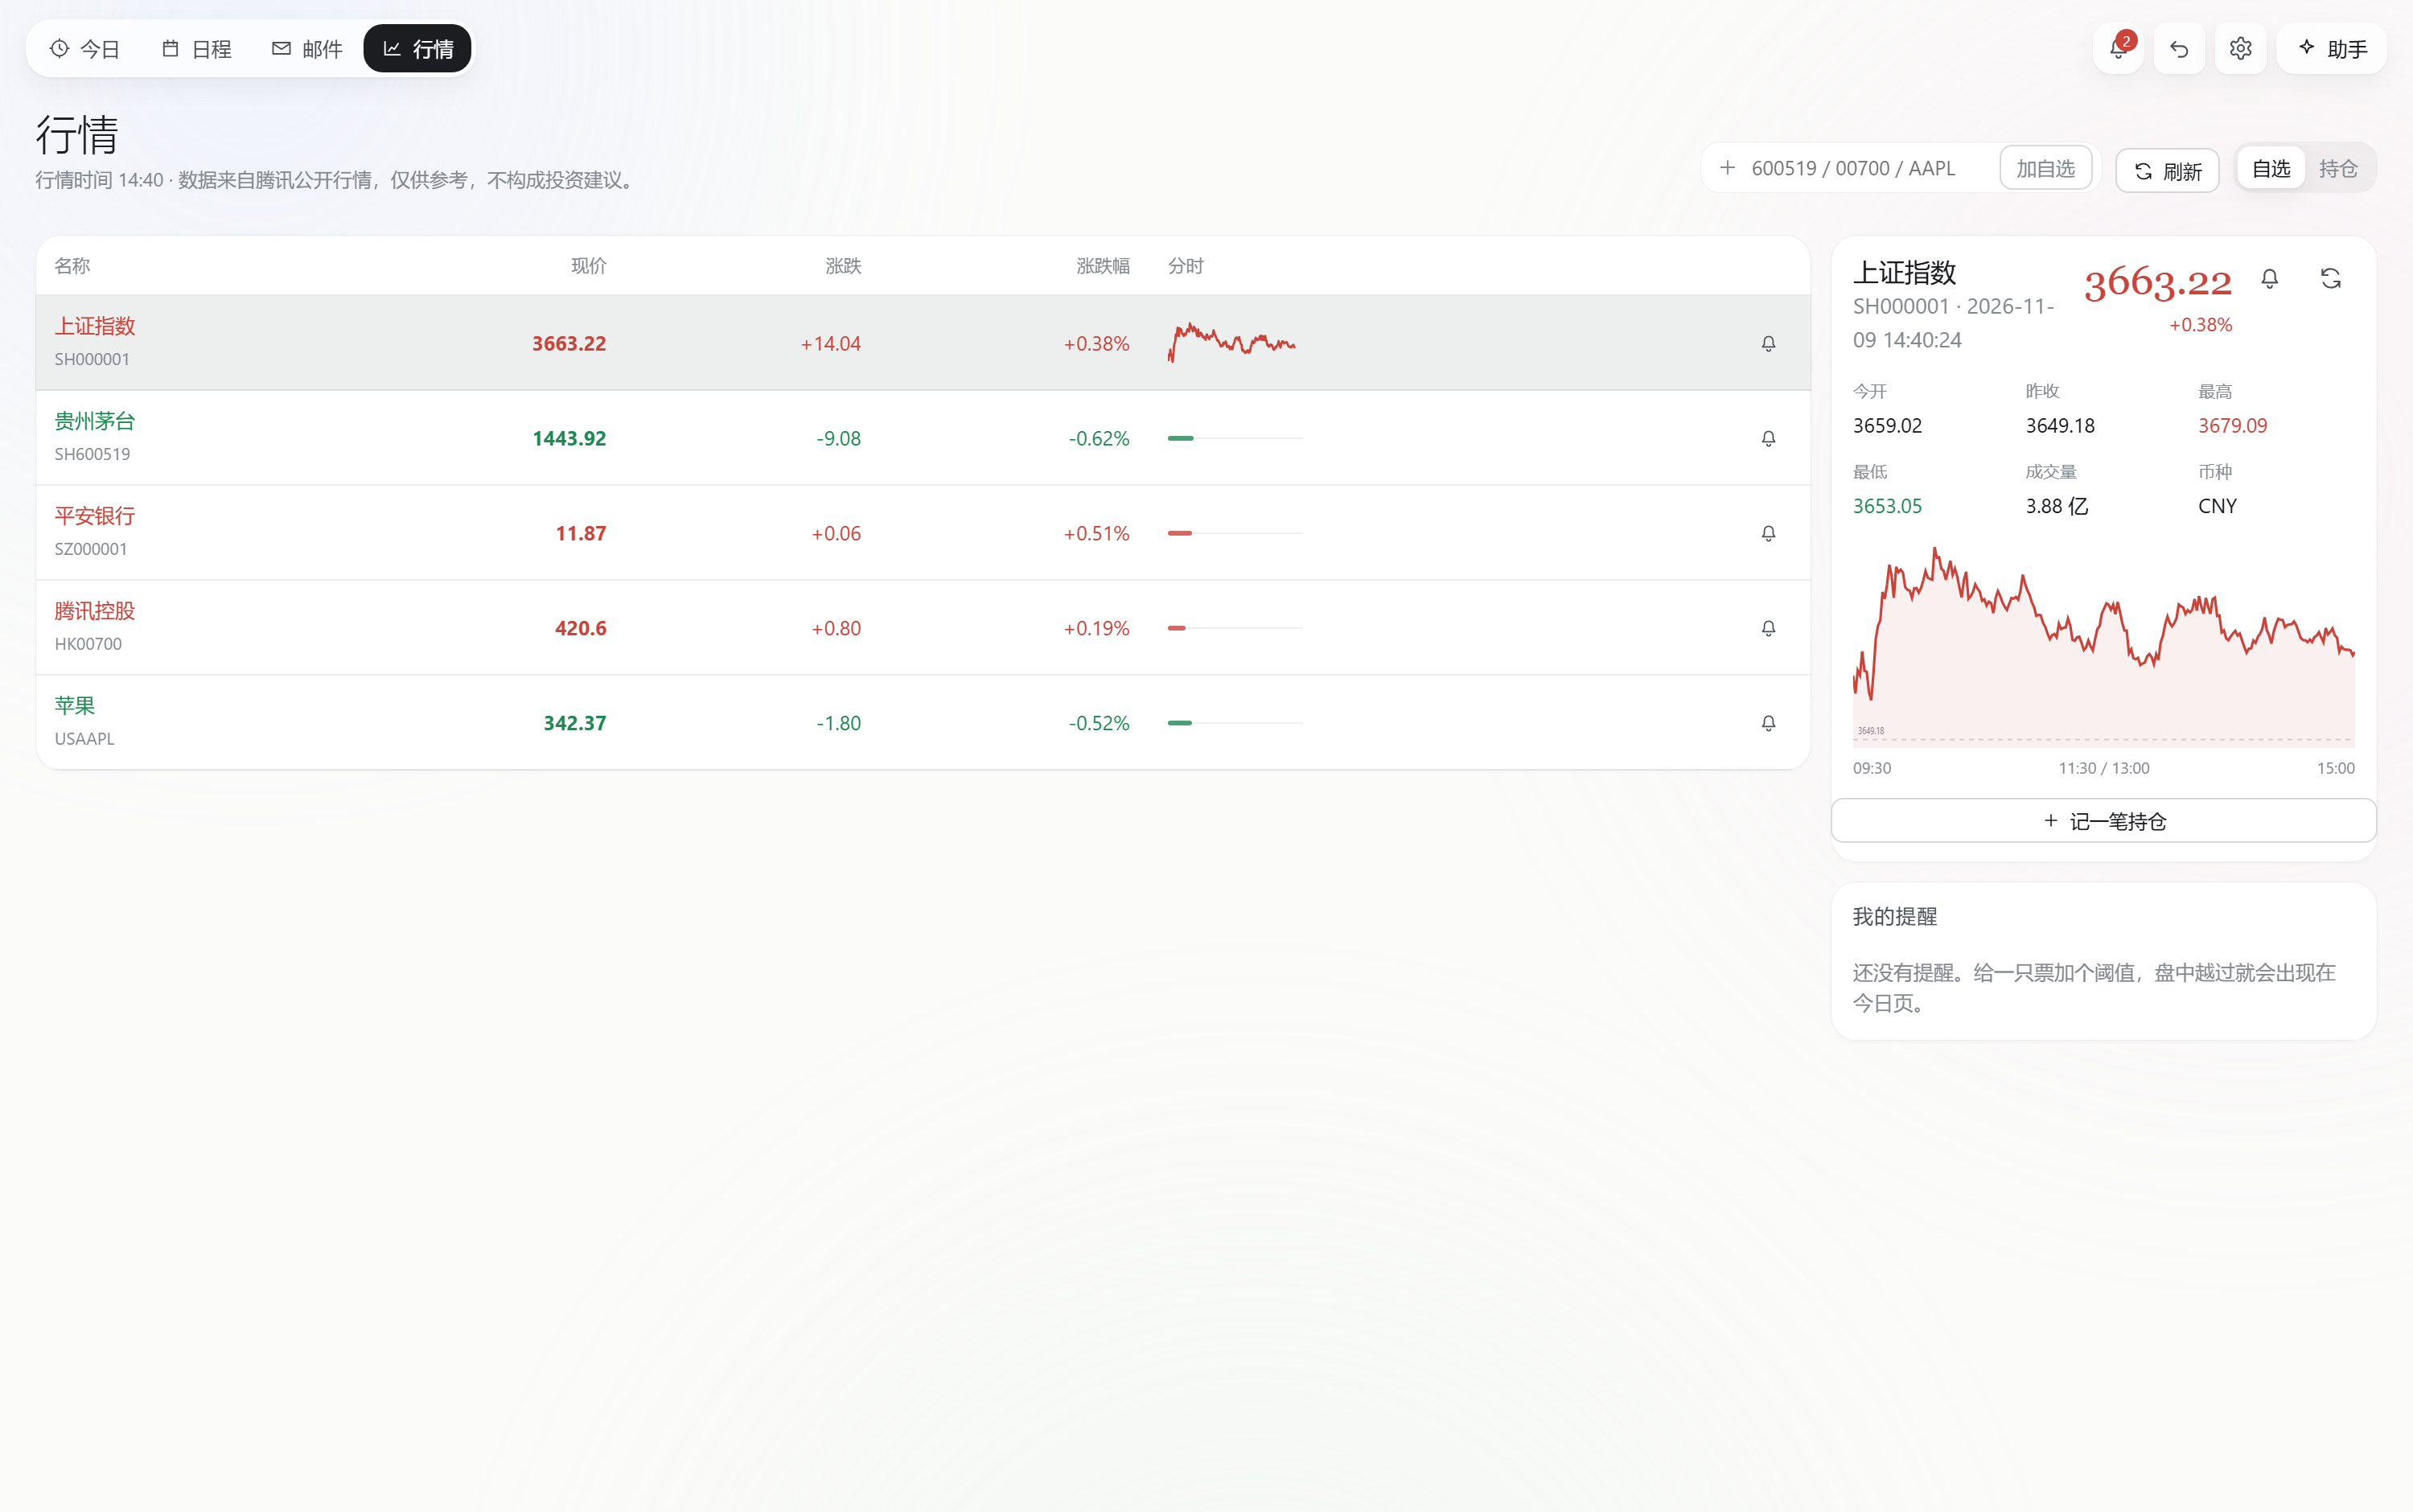 今日 日程 邮件 行情 2 助手
行情
行情时间 14:40 · 数据来自腾讯公开行情，仅供参考，不构成投资建议。
600519 / 00700 / AAPL 加自选 刷新 自选 持仓
名称 现价 涨跌 涨跌幅 分时
上证指数
SH000001
3663.22 +14.04 +0.38%
贵州茅台
SH600519
1443.92 -9.08 -0.62%
平安银行
SZ000001
11.87 +0.06 +0.51%
腾讯控股
HK00700
420.6 +0.80 +0.19%
苹果
USAAPL
342.37 -1.80 -0.52%
上证指数
SH000001 · 2026-11-
09 14:40:24
3663.22
+0.38%
今开 昨收 最高
3659.02 3649.18 3679.09
最低 成交量 币种
3653.05 3.88 亿 CNY
3649.18
09:30 11:30 / 13:00 15:00
记一笔持仓
我的提醒
还没有提醒。给一只票加个阈值，盘中越过就会出现在
今日页。